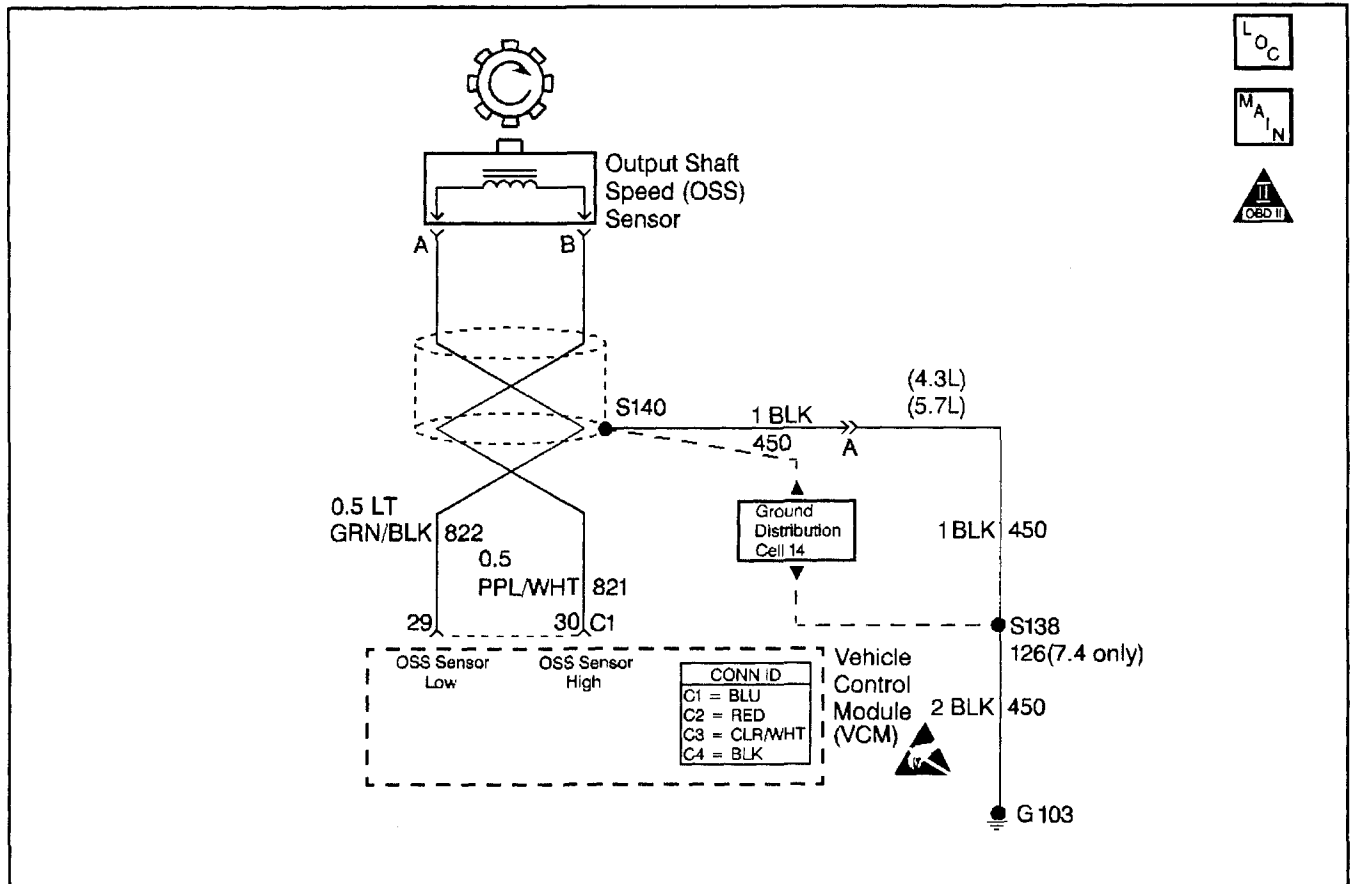 LOC
MAIN
II
OBD II
Output Shaft
Speed (OSS)
Sensor
A
B
S140
1 BLK
450
A
(4.3L)
(5.7L)
0.5 LT
GRN/BLK 822
0.5
PPL/WHT 821
Ground
Distribution
Cell 14
1 BLK 450
29
30 C1
S138
126(7.4 only)
OSS Sensor
Low
OSS Sensor
High
CONN ID
C1 = BLU
C2 = RED
C3 = CLR/WHT
C4 = BLK
Vehicle
Control
Module
(VCM)
2 BLK 450
G103